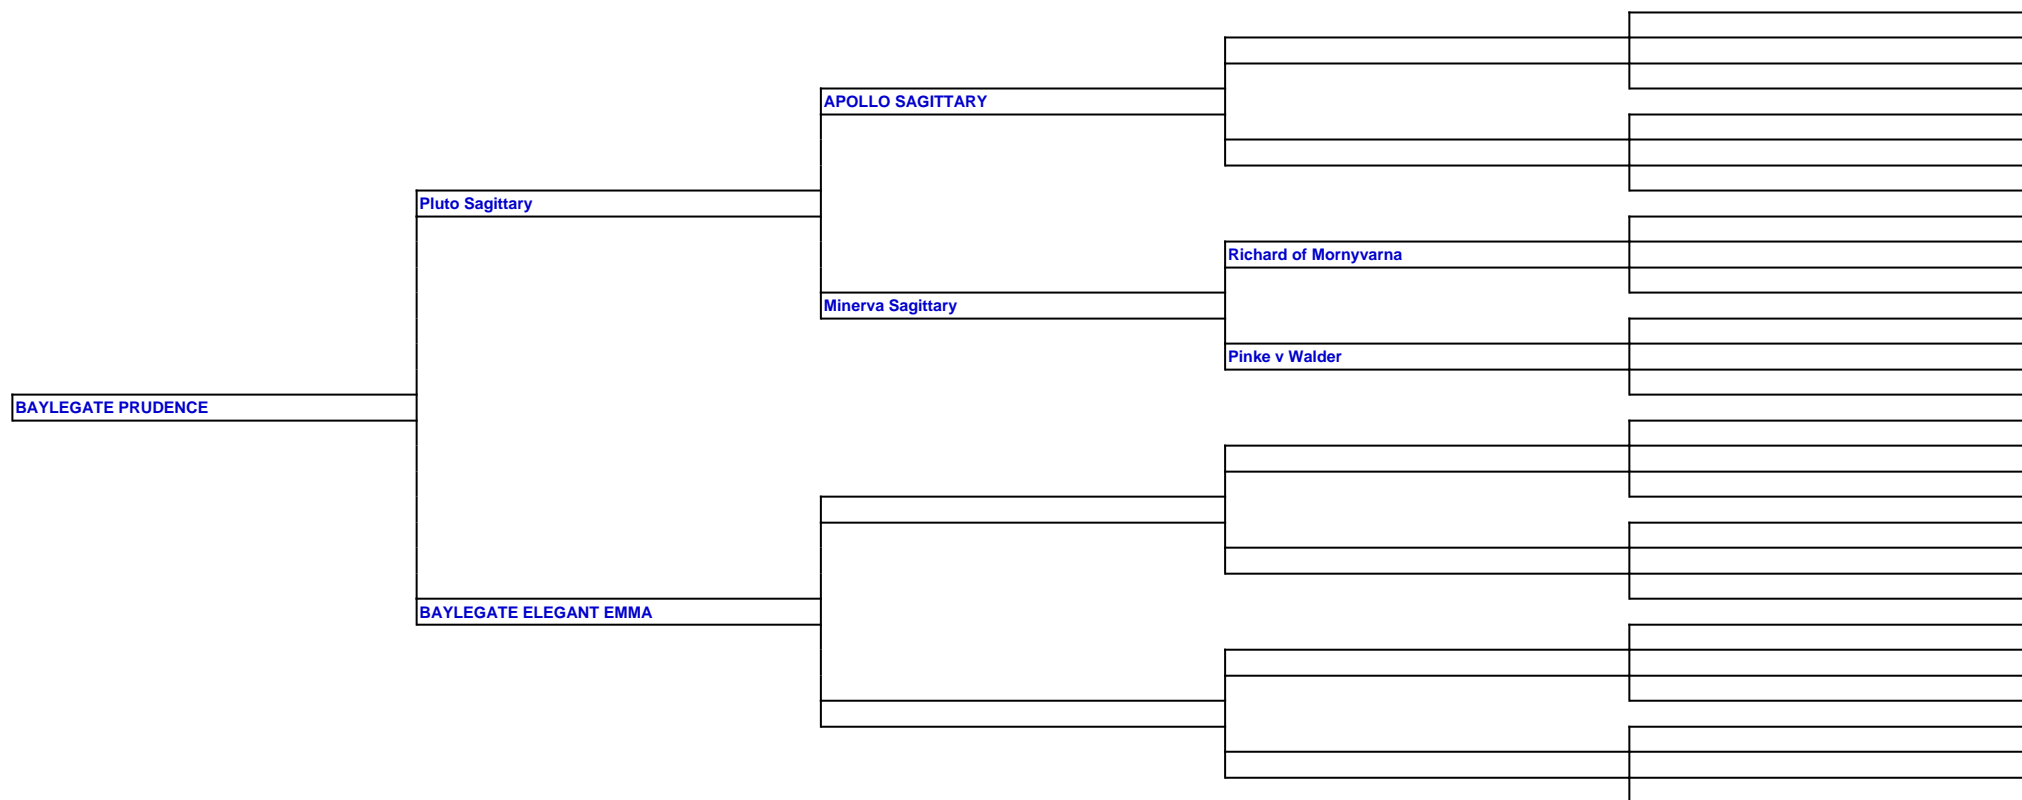 APOLLO SAGITTARY
Pluto Sagittary
Richard of Mornyvarna
Minerva Sagittary
Pinke v Walder
BAYLEGATE PRUDENCE
BAYLEGATE ELEGANT EMMA